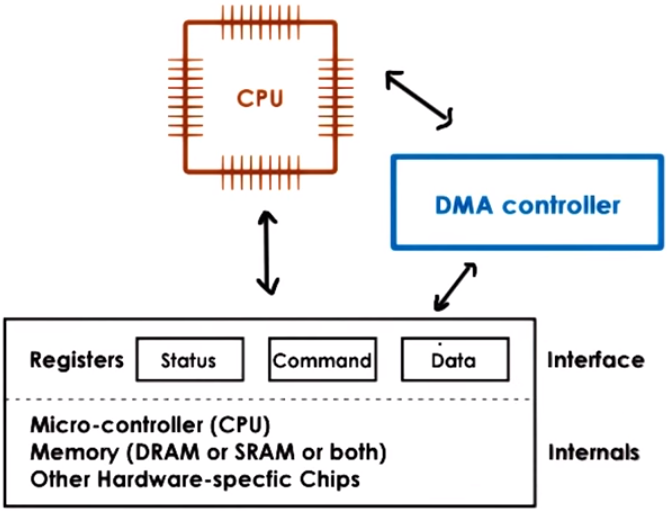 CPU
DMA controller
Registers Status Command Data Interface
Micro-controller (CPU)
Memory (DRAM or SRAM or both) Internals
Other Hardware-specfic Chips